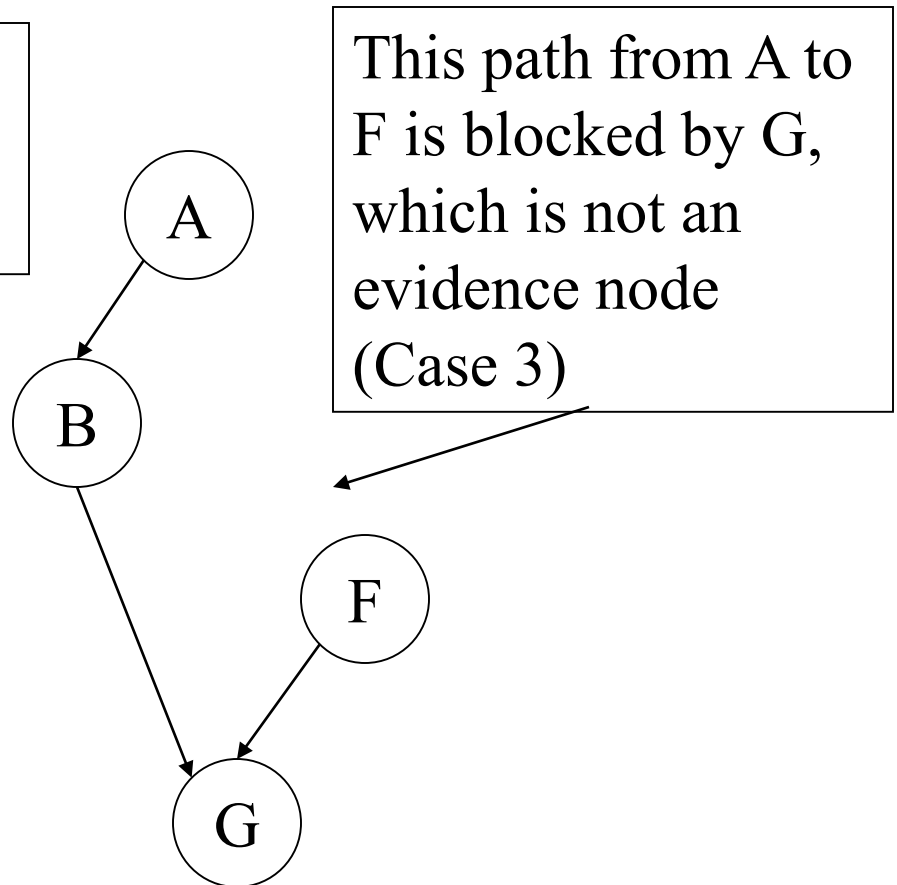 This path from A to
F is blocked by G,
which is not an
evidence node
(Case 3)
A
B
F
G